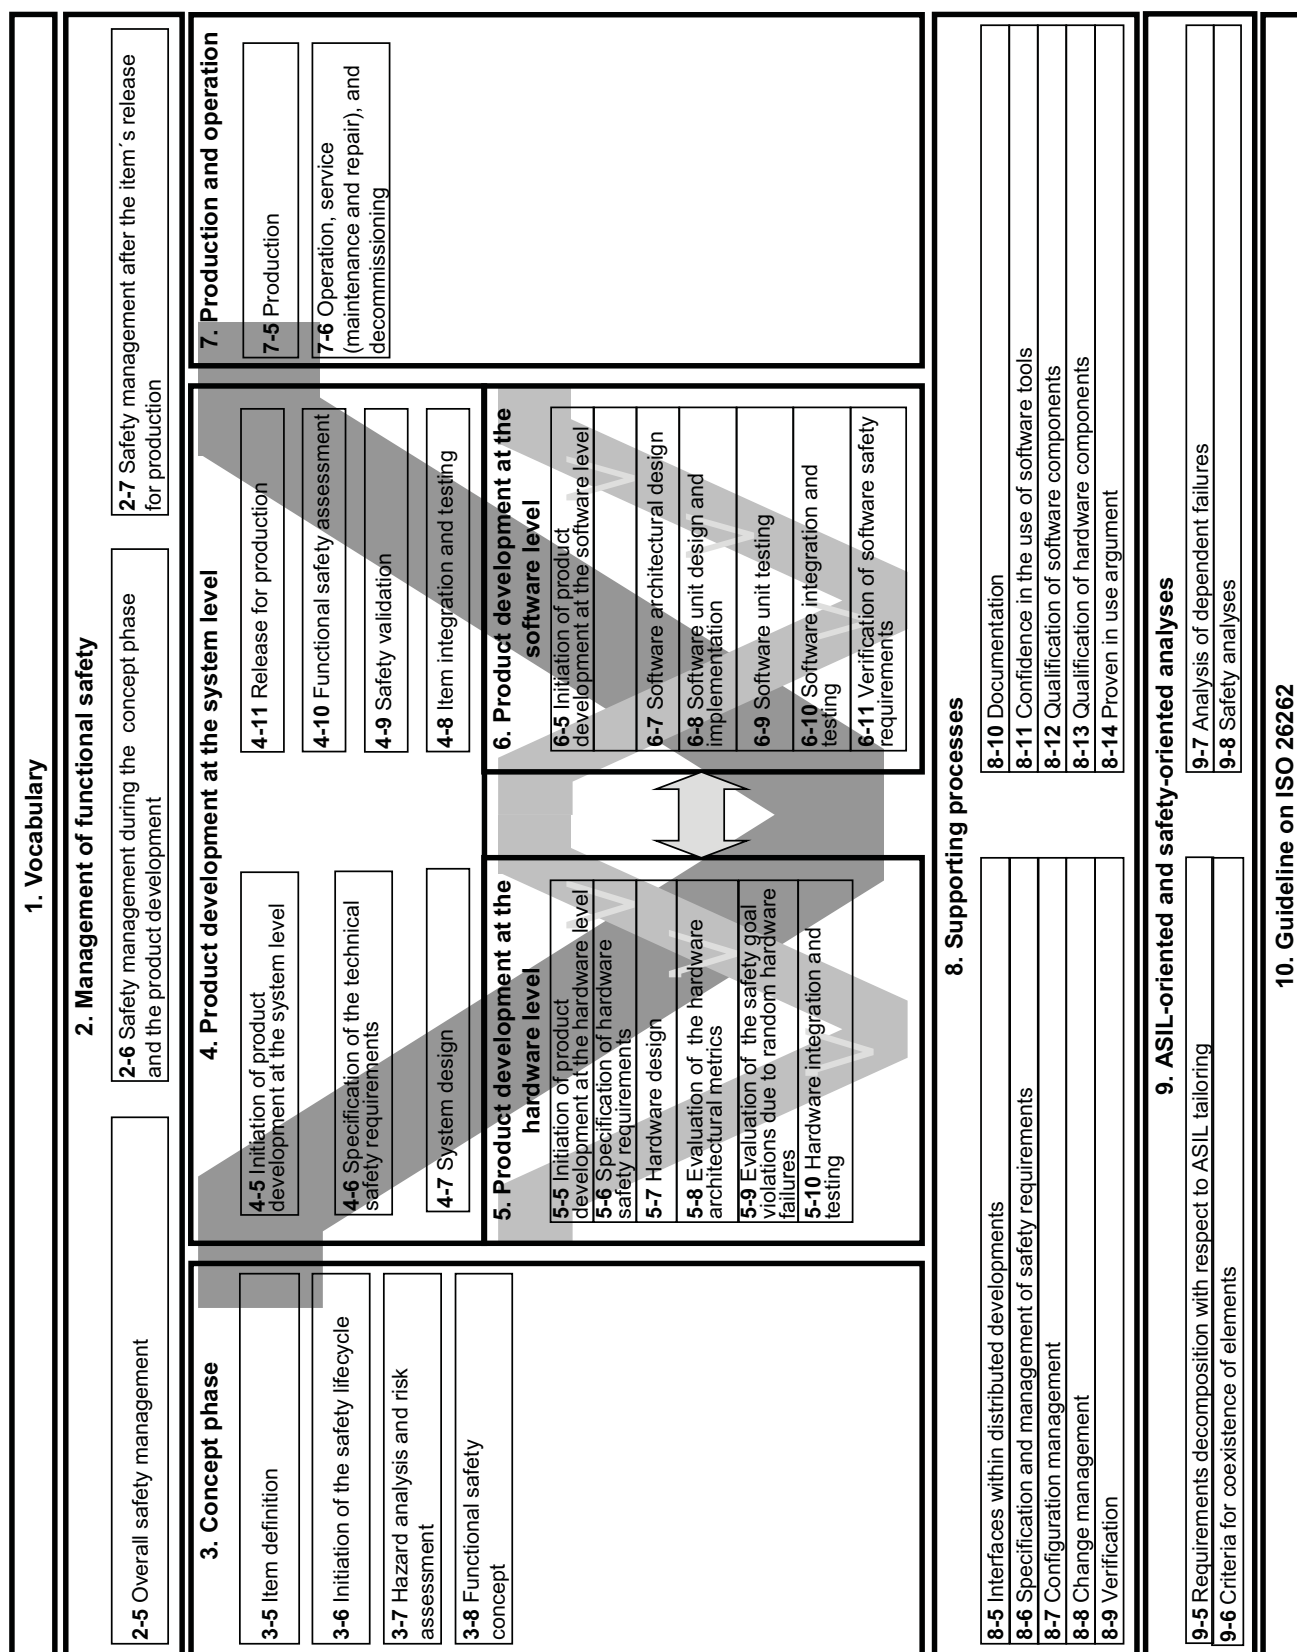 1. Vocabulary
2. Management of functional safety
2-5 Overall safety management
2-6 Safety management during the concept phase
and the product development
2-7 Safety management after the item´s release
for production
3. Concept phase
3-5 Item definition
3-6 Initiation of the safety lifecycle
3-7 Hazard analysis and risk
assessment
3-8 Functional safety
concept
4. Product development at the system level
4-5 Initiation of product
development at the system level
4-6 Specification of the technical
safety requirements
4-7 System design
4-11 Release for production
4-10 Functional safety assessment
4-9 Safety validation
4-8 Item integration and testing
5. Product development at the
hardware level
5-5 Initiation of product
development at the hardware level
5-6 Specification of hardware
safety requirements
5-7 Hardware design
5-8 Evaluation of the hardware
architectural metrics
5-9 Evaluation of the safety goal
violations due to random hardware
failures
5-10 Hardware integration and
testing
6. Product development at the
software level
6-5 Initiation of product
development at the software level
6-7 Software architectural design
6-8 Software unit design and
implementation
6-9 Software unit testing
6-10 Software integration and
testing
6-11 Verification of software safety
requirements
7. Production and operation
7-5 Production
7-6 Operation, service
(maintenance and repair), and
decommissioning
8. Supporting processes
8-5 Interfaces within distributed developments
8-6 Specification and management of safety requirements
8-7 Configuration management
8-8 Change management
8-9 Verification
8-10 Documentation
8-11 Confidence in the use of software tools
8-12 Qualification of software components
8-13 Qualification of hardware components
8-14 Proven in use argument
9. ASIL-oriented and safety-oriented analyses
9-5 Requirements decomposition with respect to ASIL tailoring
9-6 Criteria for coexistence of elements
9-7 Analysis of dependent failures
9-8 Safety analyses
10. Guideline on ISO 26262